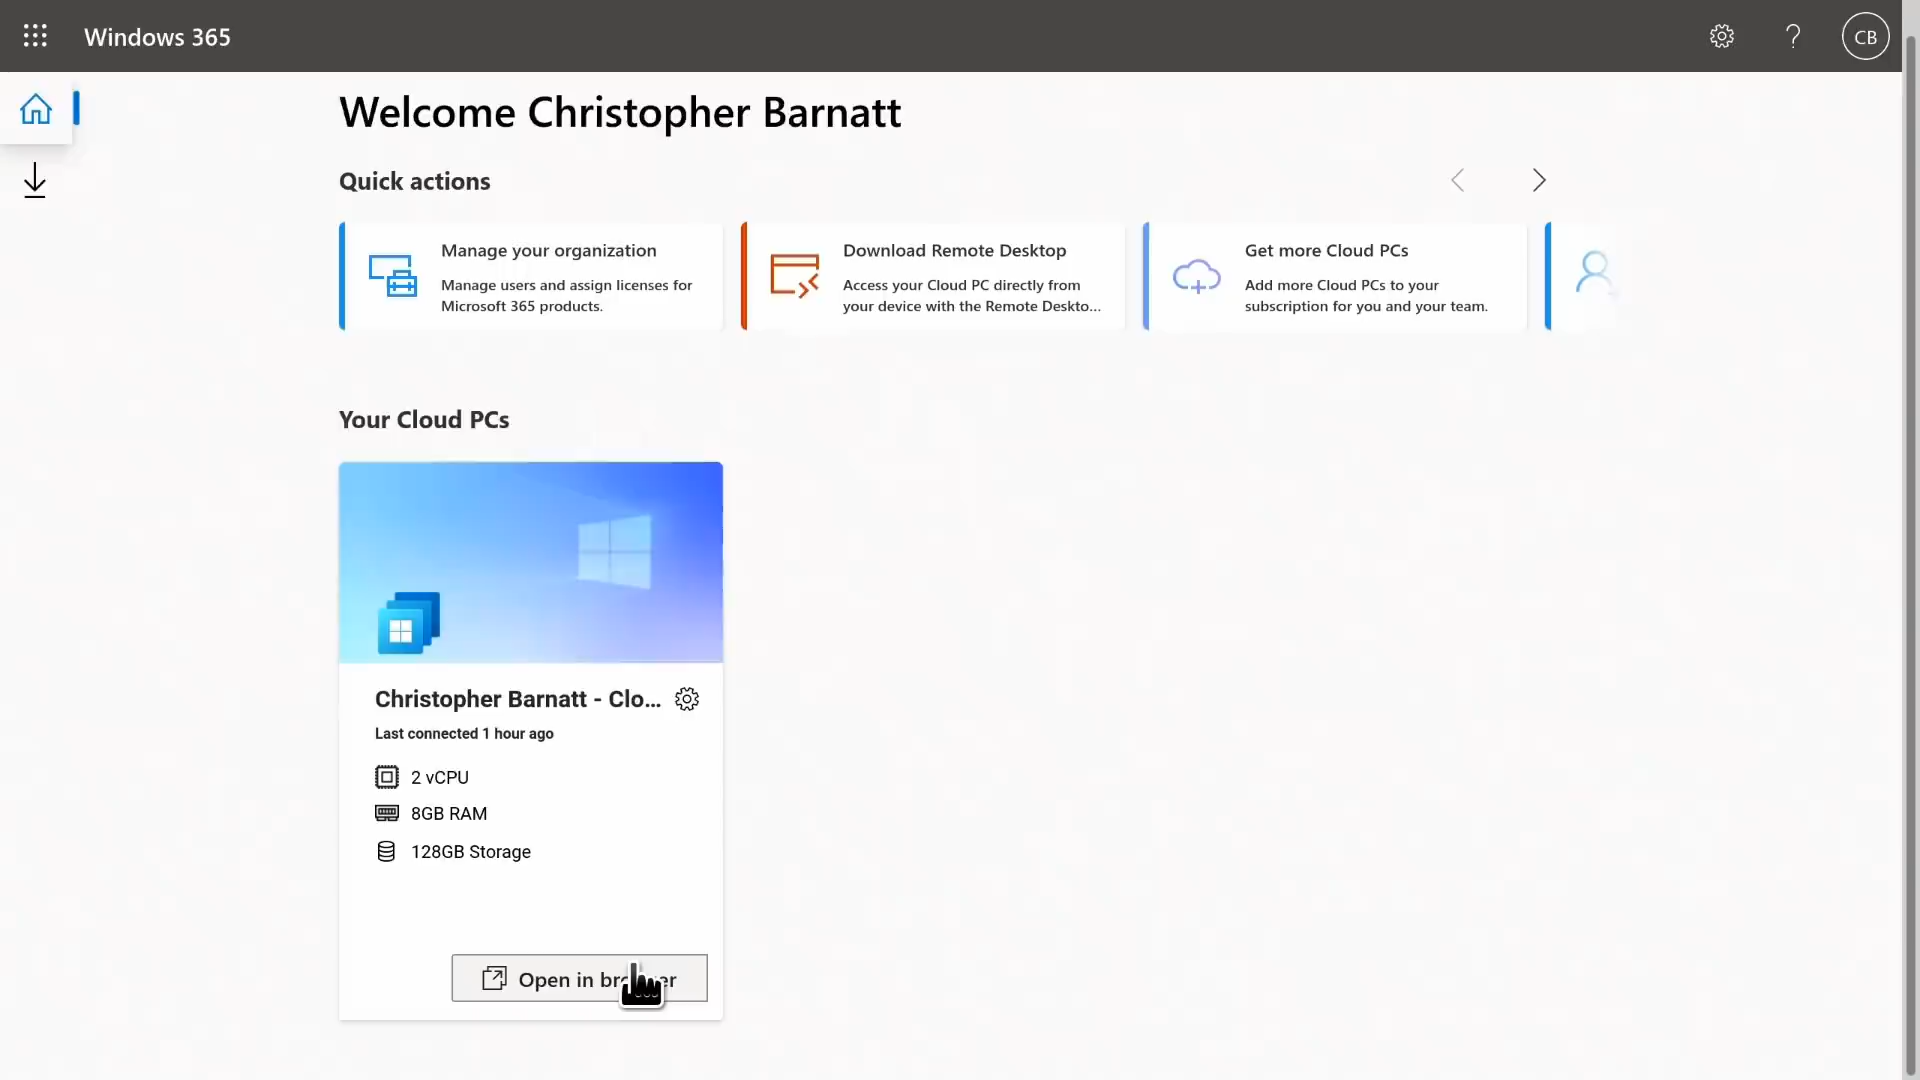 Windows 365
CB
Welcome Christopher Barnatt
Quick actions
Manage your organization
Manage users and assign licenses for
Microsoft 365 products.
Download Remote Desktop
Access your Cloud PC directly from
your device with the Remote Deskto...
Get more Cloud PCs
Add more Cloud PCs to your
subscription for you and your team.
Your Cloud PCs
Christopher Barnatt - Clo...
Last connected 1 hour ago
2 vCPU
8GB RAM
128GB Storage
Open in